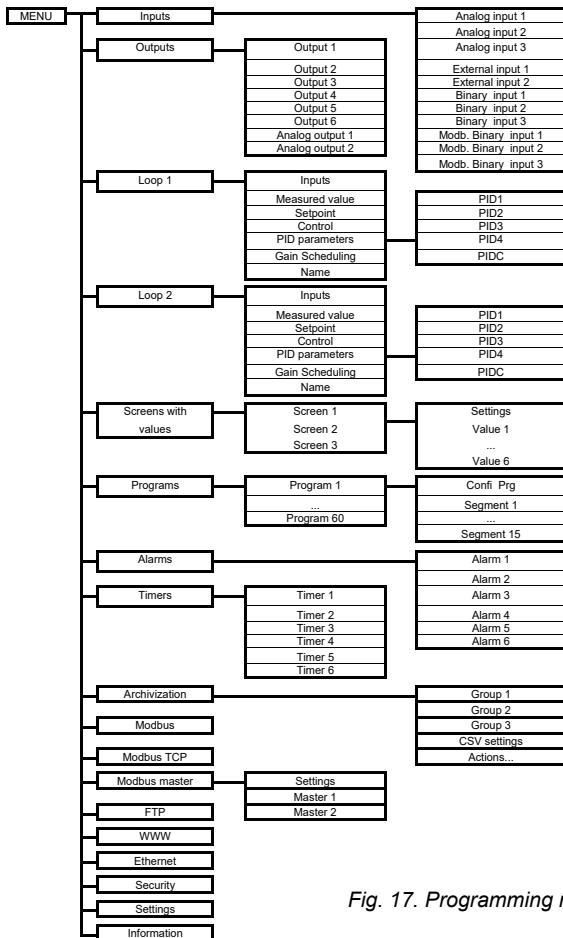 MENU
Inputs
Analog input 1
Analog input 2
Analog input 3
External input 1
External input 2
Binary  input 1
Binary  input 2
Binary  input 3
Modb. Binary input 1
Modb. Binary input 2
Modb. Binary input 3
Outputs
Output 1
Output 2
Output 3
Output 4
Output 5
Output 6
Analog output 1
Analog output 2
Loop 1
Inputs
Measured value
Setpoint
Control
PID parameters
Gain Scheduling
Name
PID1
PID2
PID3
PID4
PIDC
Loop 2
Inputs
Measured value
Setpoint
Control
PID parameters
Gain Scheduling
Name
PID1
PID2
PID3
PID4
PIDC
Screens with
values
Screen 1
Screen 2
Screen 3
Settings
Value 1
...
Value 6
Programs
Program 1
...
Program 60
Confi  Prg
Segment 1
...
Segment 15
Alarms
Alarm 1
Alarm 2
Alarm 3
Alarm 4
Alarm 5
Alarm 6
Timers
Timer 1
Timer 2
Timer 3
Timer 4
Timer 5
Timer 6
Archivization
Group 1
Group 2
Group 3
CSV settings
Actions...
Modbus
Modbus TCP
Modbus master
Settings
Master 1
Master 2
FTP
WWW
Ethernet
Security
Settings
Information
Fig. 17. Programming